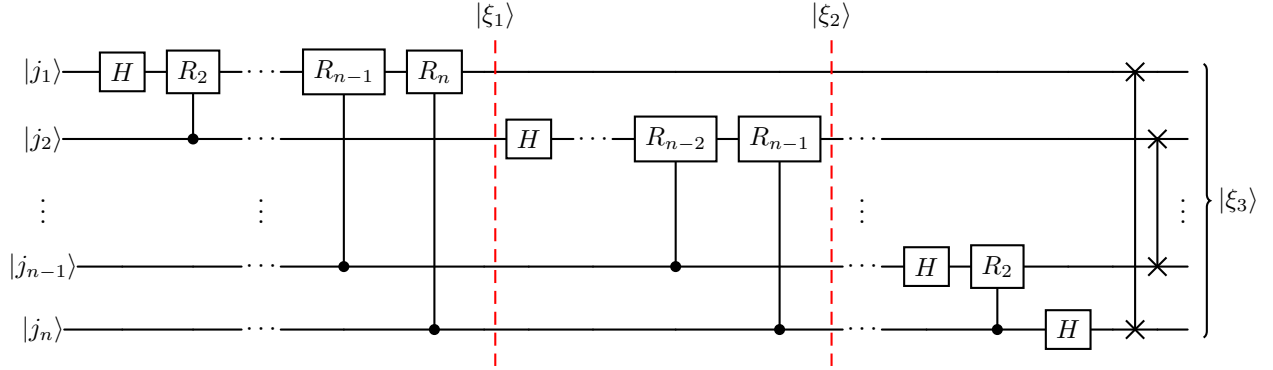 |ξ₁⟩ |ξ₂⟩
|j₁⟩ H R₂ ··· Rₙ₋₁ Rₙ
|j₂⟩ ··· H ··· Rₙ₋₂ Rₙ₋₁ ···
⋮ ⋮ ⋮ ⋮ |ξ₃⟩
|jₙ₋₁⟩ ··· ··· H R₂
|jₙ⟩ ··· ··· H